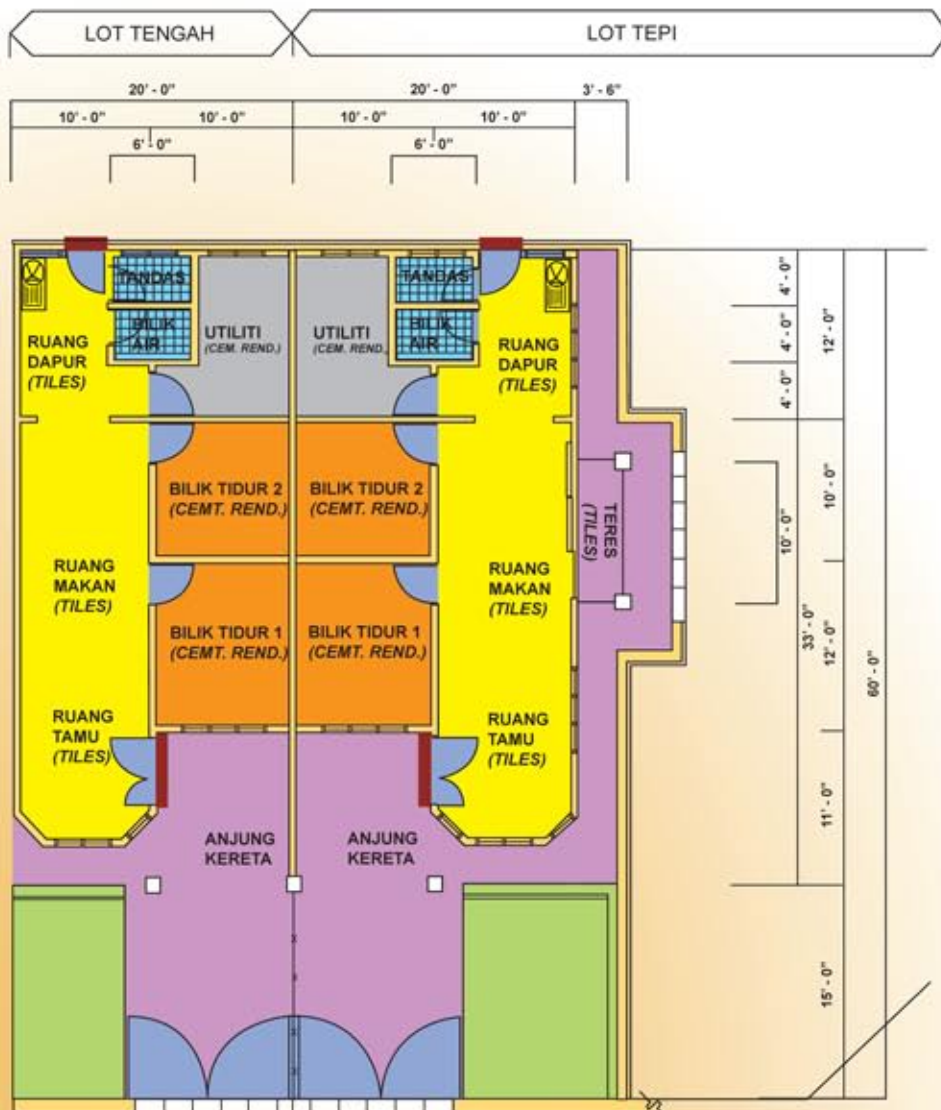 LOT TENGAH
LOT TEPI
20' - 0"
20' - 0"
3' - 6"
10' - 0"
10' - 0"
10' - 0"
10' - 0"
6' - 0"
6' - 0"
TANDAS
TANDAS
BILIK
AIR
BILIK
AIR
UTILITI
(CEM. REND.)
UTILITI
(CEM. REND.
RUANG
DAPUR
(TILES)
RUANG
DAPUR
(TILES)
BILIK TIDUR 2
(CEMT. REND.)
BILIK TIDUR 2
(CEMT. REND.)
TERES
(TILES)
RUANG
MAKAN
(TILES)
RUANG
MAKAN
(TILES)
BILIK TIDUR 1
(CEMT. REND.)
BILIK TIDUR 1
(CEMT. REND.)
RUANG
TAMU
(TILES)
RUANG
TAMU
(TILES)
ANJUNG
KERETA
ANJUNG
KERETA
4' - 0"
4' - 0"
4' - 0"
12' - 0"
10' - 0"
10' - 0"
33' - 0"
12' - 0"
60' - 0"
11' - 0"
15' - 0"